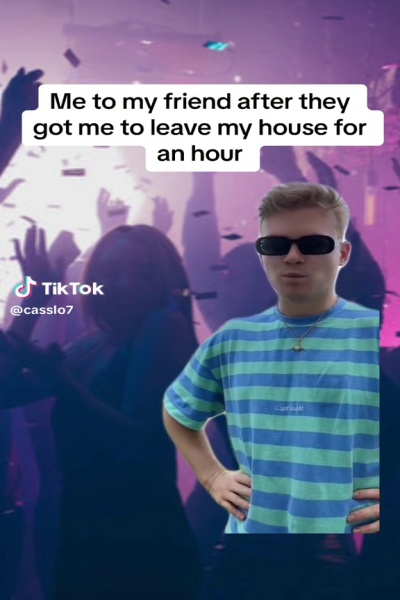 Me to my friend after they
got me to leave my house for
an hour
TikTok
@casslo7